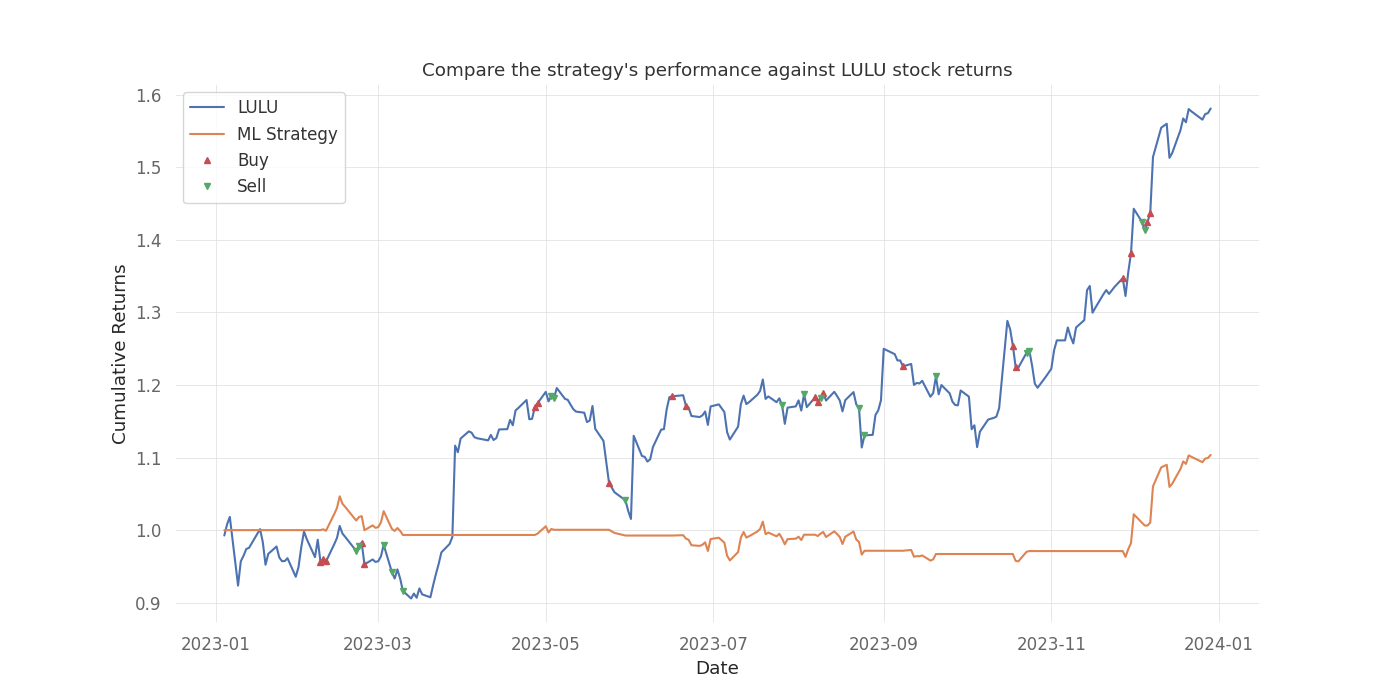 Compare the strategy's performance against LULU stock returns
LULU
ML Strategy
Buy
Sell
Cumulative Returns
1.6
1.5
1.4
1.3
1.2
1.1
1.0
0.9
2023-01
2023-03
2023-05
2023-07
2023-09
2023-11
2024-01
Date